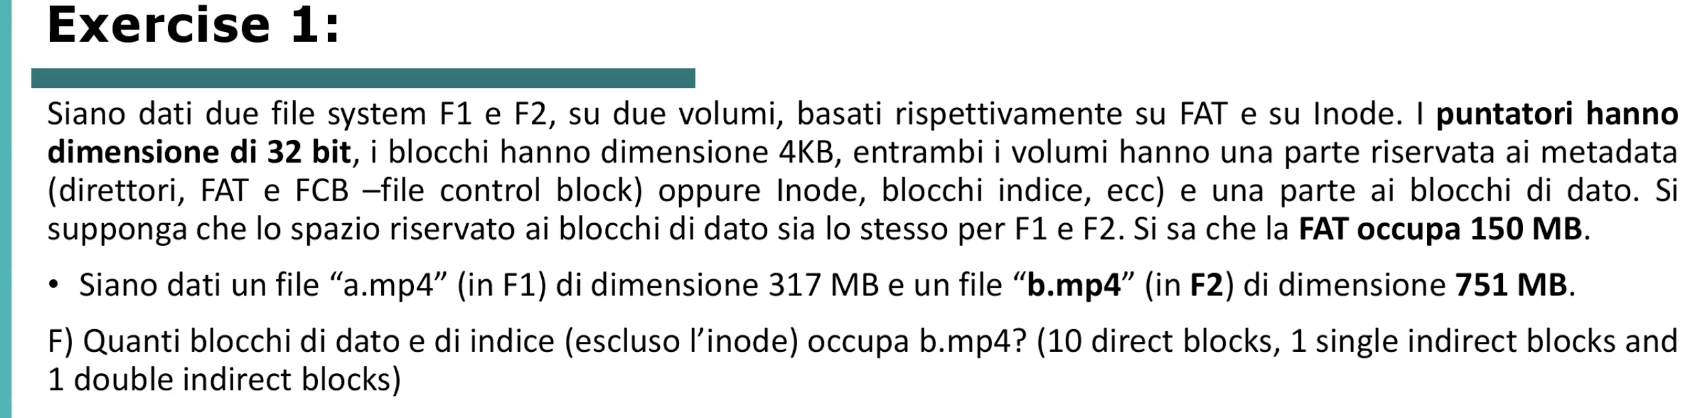 Exercise 1:
Siano dati due file system F1 e F2, su due volumi, basati rispettivamente su FAT e su Inode. I puntatori hanno
dimensione di 32 bit, i blocchi hanno dimensione 4KB, entrambi i volumi hanno una parte riservata ai metadata
(direttori, FAT e FCB –file control block) oppure Inode, blocchi indice, ecc) e una parte ai blocchi di dato. Si
supponga che lo spazio riservato ai blocchi di dato sia lo stesso per F1 e F2. Si sa che la FAT occupa 150 MB.
• Siano dati un file “a.mp4” (in F1) di dimensione 317 MB e un file “b.mp4” (in F2) di dimensione 751 MB.
F) Quanti blocchi di dato e di indice (escluso l’inode) occupa b.mp4? (10 direct blocks, 1 single indirect blocks and
1 double indirect blocks)